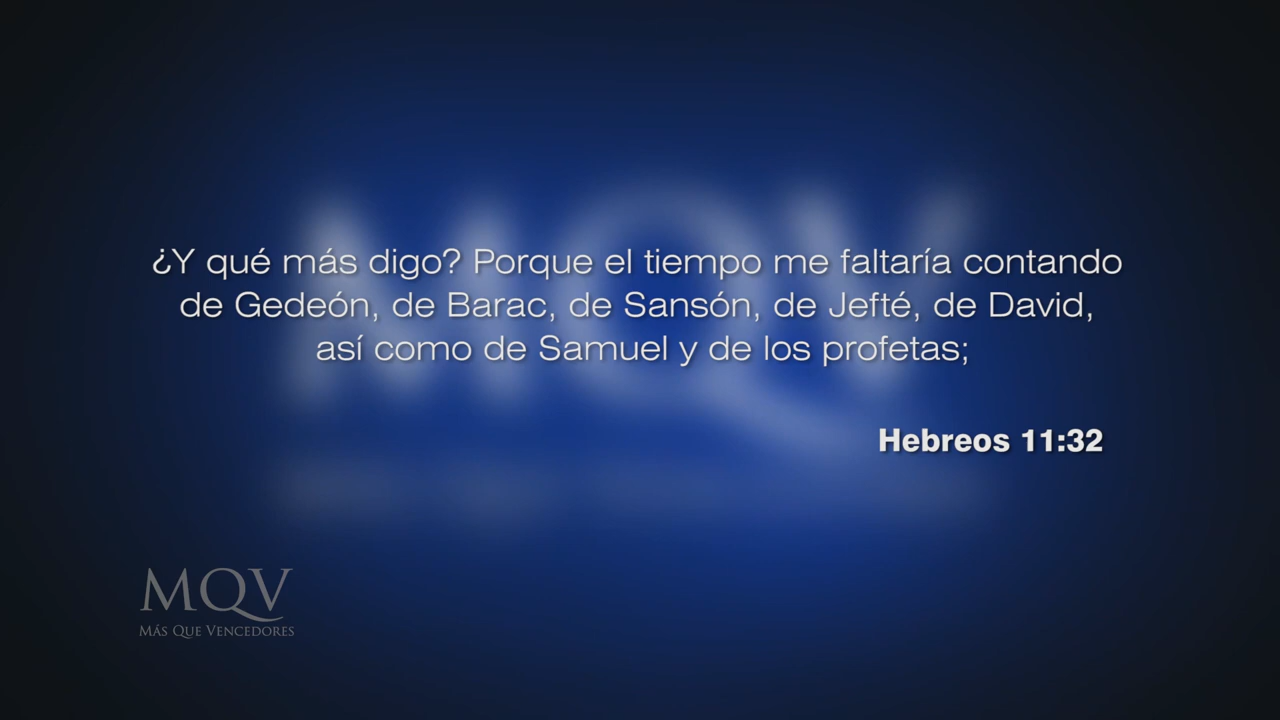 ¿Y qué más digo? Porque el tiempo me faltaría contando
de Gedeón, de Barac, de Sansón, de Jefté, de David,
así como de Samuel y de los profetas;
Hebreos 11:32
MQV
MÁS QUE VENCEDORES